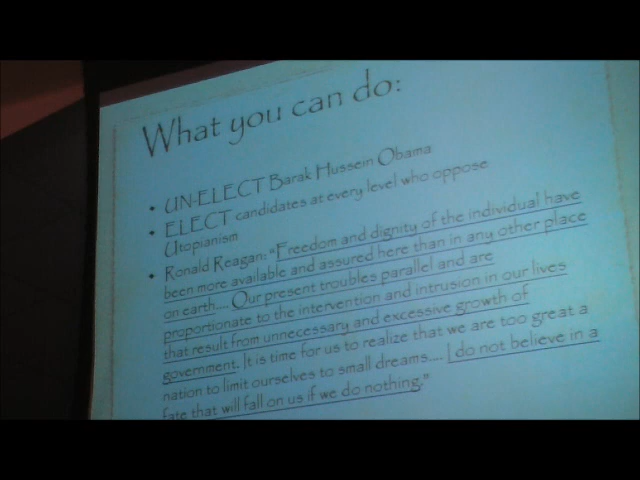 What you can do:
• UN-ELECT Barak Hussein Obama
• ELECT candidates at every level who oppose
Utopianism
• Ronald Reagan: "Freedom and dignity of the individual have
been more available and assured here than in any other place
on earth.... Our present troubles parallel and are
proportionate to the intervention and intrusion in our lives
that result from unnecessary and excessive growth of
government. It is time for us to realize that we are too great a
nation to limit ourselves to small dreams.... I do not believe in a
fate that will fall on us if we do nothing."